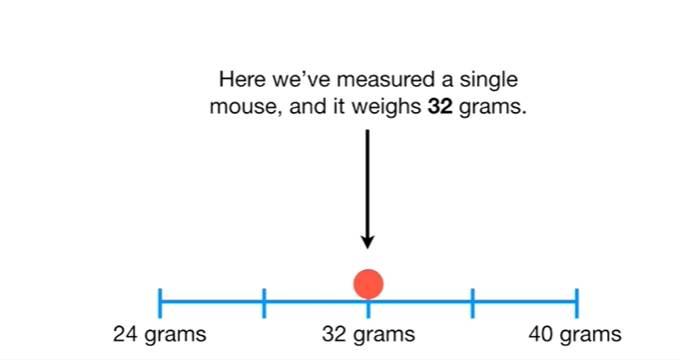 Here we've measured a single
mouse, and it weighs 32 grams.
24 grams 32 grams 40 grams